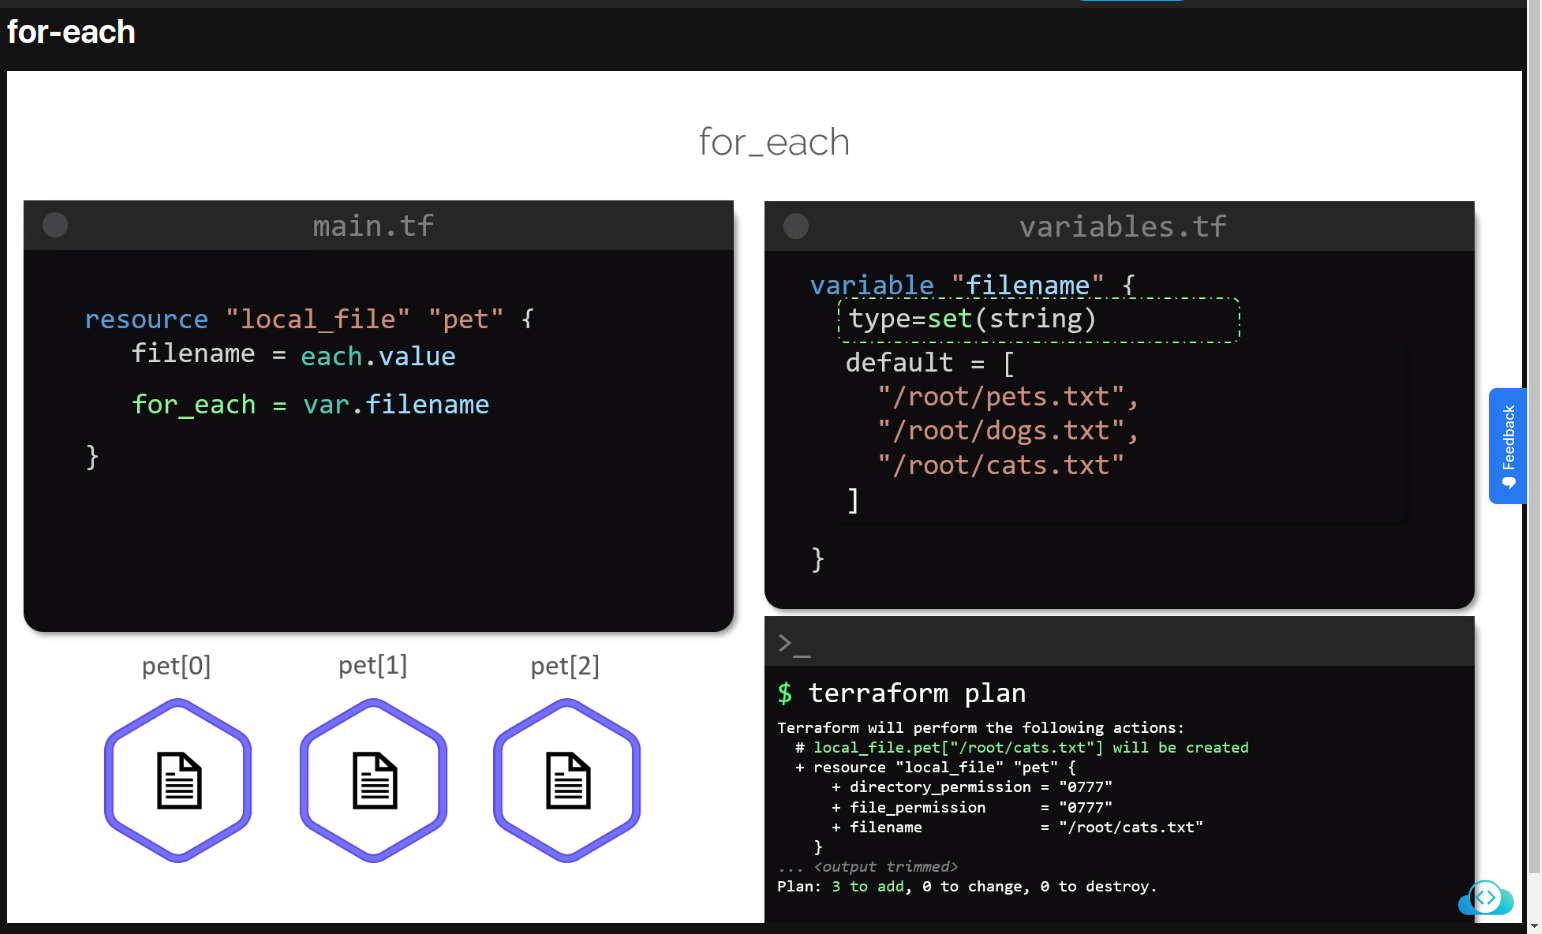 for-each
for_each
main.tf
resource "local_file" "pet" {
filename = each.value
for_each = var.filename
}
variables.tf
variable "filename" {
type=set(string)
default = [
"/root/pets.txt",
"/root/dogs.txt",
"/root/cats.txt"
]
}
Feedback
pet[0]
pet[1]
pet[2]
>_
$ terraform plan
Terraform will perform the following actions:
# local_file.pet["/root/cats.txt"] will be created
+ resource "local_file" "pet" {
+ directory_permission = "0777"
+ file_permission = "0777"
+ filename = "/root/cats.txt"
}
... <output trimmed>
Plan: 3 to add, 0 to change, 0 to destroy.